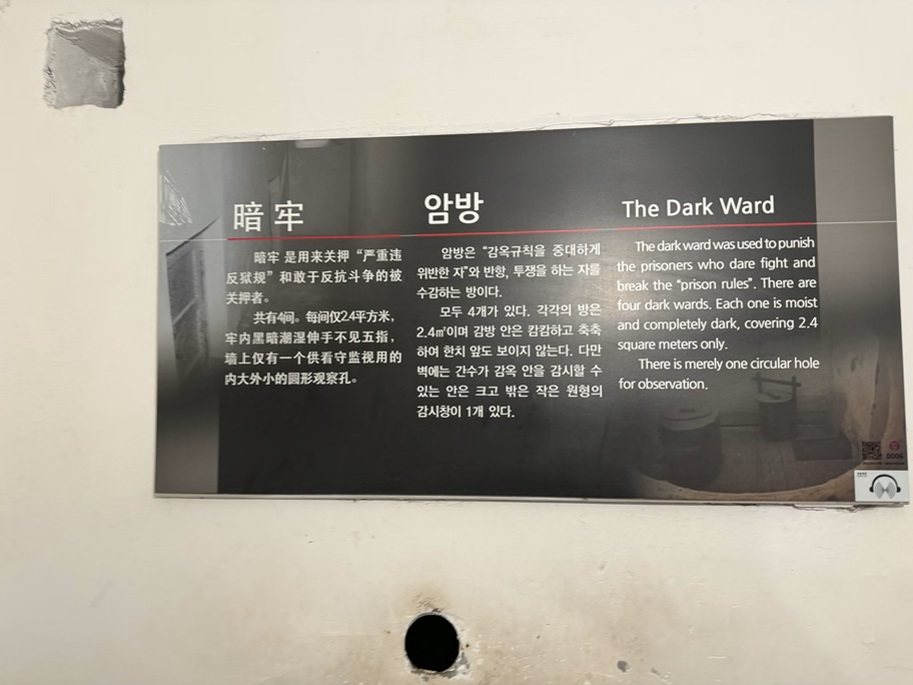 暗牢
暗牢 是用来关押“严重违
反狱规”和敢于反抗斗争的被
关押者。
共有4间。每间仅2.4平方米，
牢内黑暗潮湿伸手不见五指，
墙上仅有一个供看守监视用的
内大外小的圆形观察孔。
암방
암방은 “감옥규칙을 중대하게
위반한 자”와 반항, 투쟁을 하는 자를
수감하는 방이다.
모두 4개가 있다. 각각의 방은
2.4㎡이며 감방 안은 캄캄하고 축축
하여 한치 앞도 보이지 않는다. 다만
벽에는 간수가 감옥 안을 감시할 수
있는 안은 크고 밖은 작은 원형의
감시창이 1개 있다.
The Dark Ward
The dark ward was used to punish
the prisoners who dare fight and
break the “prison rules”. There are
four dark wards. Each one is moist
and completely dark, covering 2.4
square meters only.
There is merely one circular hole
for observation.
0006